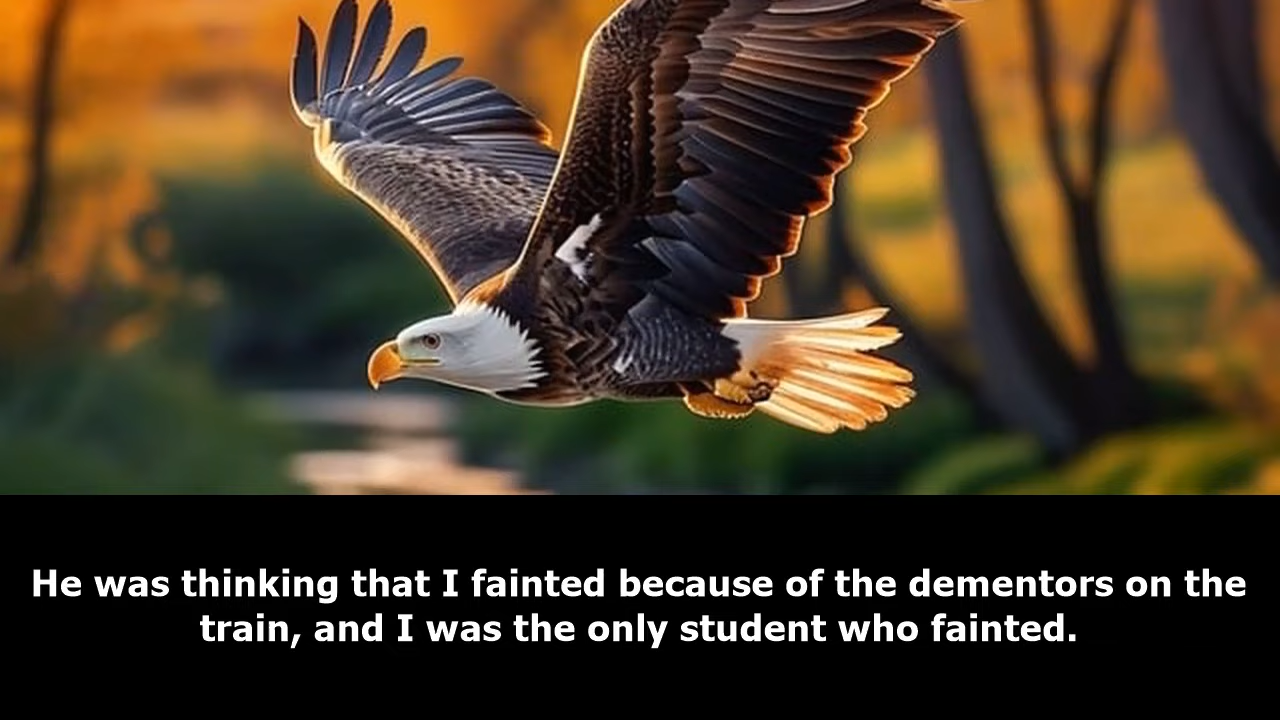 He was thinking that I fainted because of the dementors on the
train, and I was the only student who fainted.